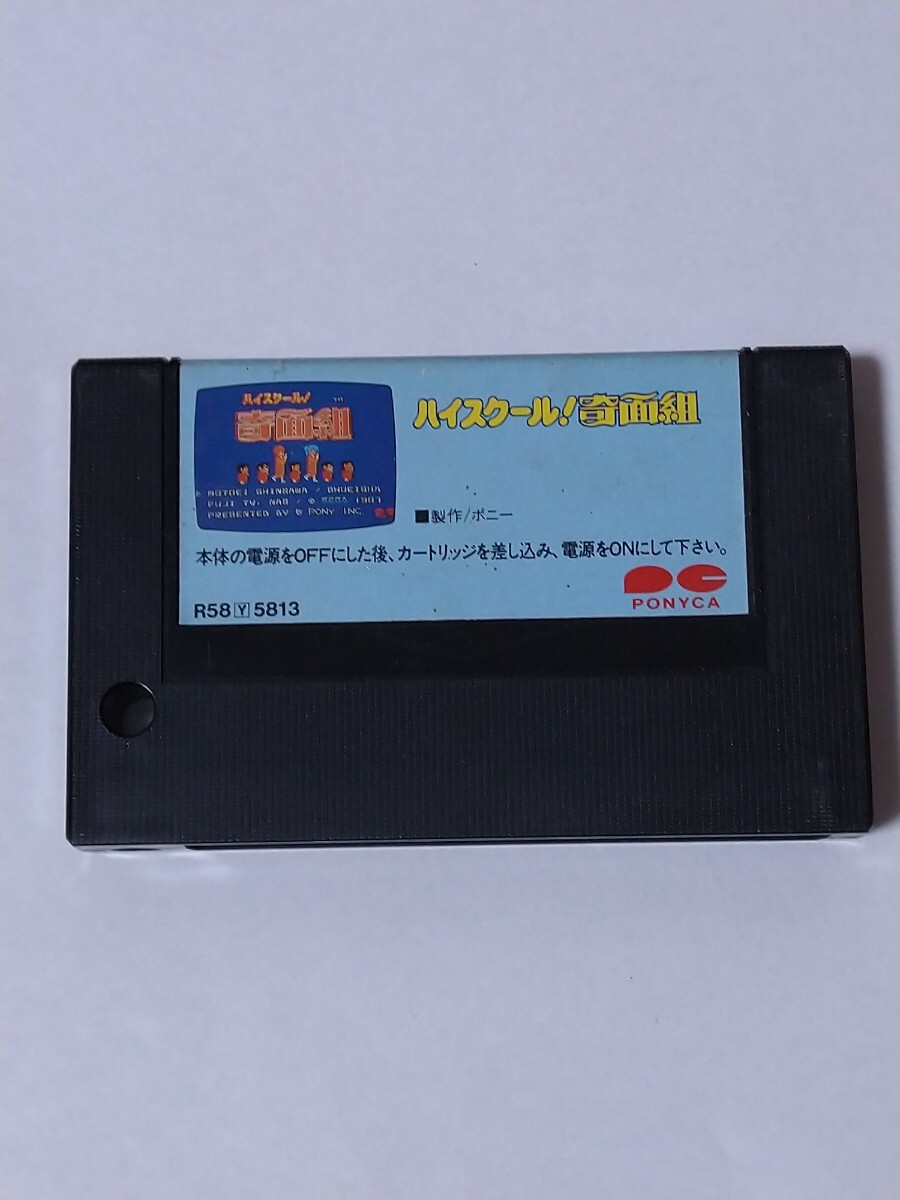 ハイスクール!
奇面組
TM
© MOTOEI SHINZAWA / SHUEISHA
FUJI TV, NAS / © SEGA 1987
PRESENTED BY © PONY INC.
ハイスクール!奇面組
■製作/ポニー
本体の電源をOFFにした後、カートリッジを差し込み、電源をONにして下さい。
R58Y5813
PONYCA